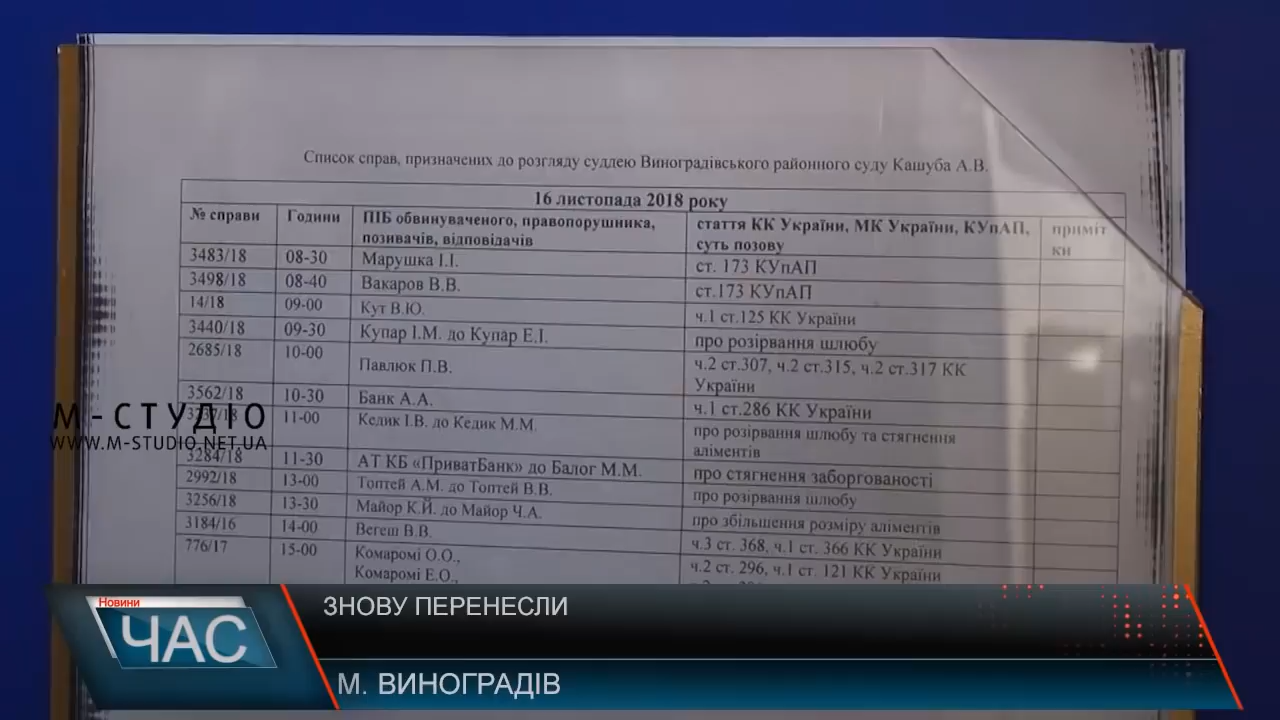 Список справ, призначених до розгляду суддею Виноградівського районного суду Кашуба А.В.
16 листопада 2018 року
№ справи Години ПІБ обвинуваченого, правопорушника, позивачів, відповідачів стаття КК України, МК України, КУпАП, суть позову приміт ки
3483/18 08-30 Марушка І.І. ст. 173 КУпАП
3498/18 08-40 Вакаров В.В. ст.173 КУпАП
14/18 09-00 Кут В.Ю. ч.1 ст.125 КК України
3440/18 09-30 Купар І.М. до Купар Е.І. про розірвання шлюбу
2685/18 10-00 Павлюк П.В. ч.2 ст.307, ч.2 ст.315, ч.2 ст.317 КК України
3562/18 10-30 Банк А.А. ч.1 ст.286 КК України
11-00 Кедик І.В. до Кедик М.М. про розірвання шлюбу та стягнення аліментів
3284/18 11-30 АТ КБ «ПриватБанк» до Балог М.М. про стягнення заборгованості
2992/18 13-00 Топтей А.М. до Топтей В.В. про розірвання шлюбу
3256/18 13-30 Майор К.Й. до Майор Ч.А. про збільшення розміру аліментів
3184/16 14-00 Вегеш В.В. ч.3 ст. 368, ч.1 ст. 366 КК України
776/17 15-00 Комаромі О.О., ч.2 ст. 296, ч.1 ст. 121 КК України
Комаромі Е.О.,
М-СТУДІО
WWW.M-STUDIO.NET.UA
Новини
ЧАС
ЗНОВУ ПЕРЕНЕСЛИ
М. ВИНОГРАДІВ